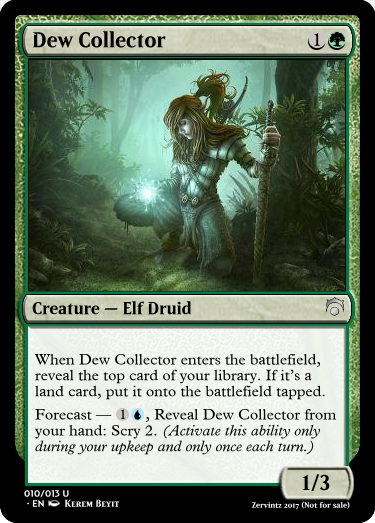 Dew Collector 1
Creature — Elf Druid
When Dew Collector enters the battlefield,
reveal the top card of your library. If it's a
land card, put it onto the battlefield tapped.
Forecast — 1, Reveal Dew Collector from
your hand: Scry 2. (Activate this ability only
during your upkeep and only once each turn.)
1/3
010/013 U
· EN Kerem Beyit
Zervintz 2017 (Not for sale)